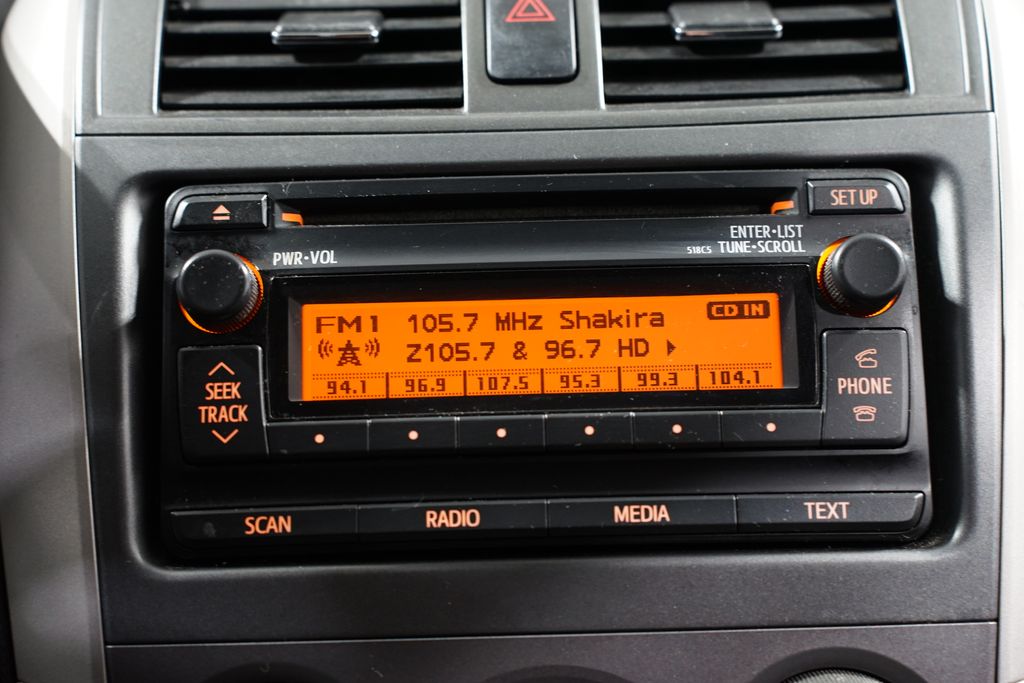 SET UP
ENTER•LIST
518C5 TUNE•SCROLL
PWR•VOL
CD IN
FM1 105.7 MHz Shakira
Z105.7 & 96.7 HD
94.1 96.9 107.5 95.3 99.3 104.1
SEEK
TRACK
PHONE
SCAN RADIO MEDIA TEXT